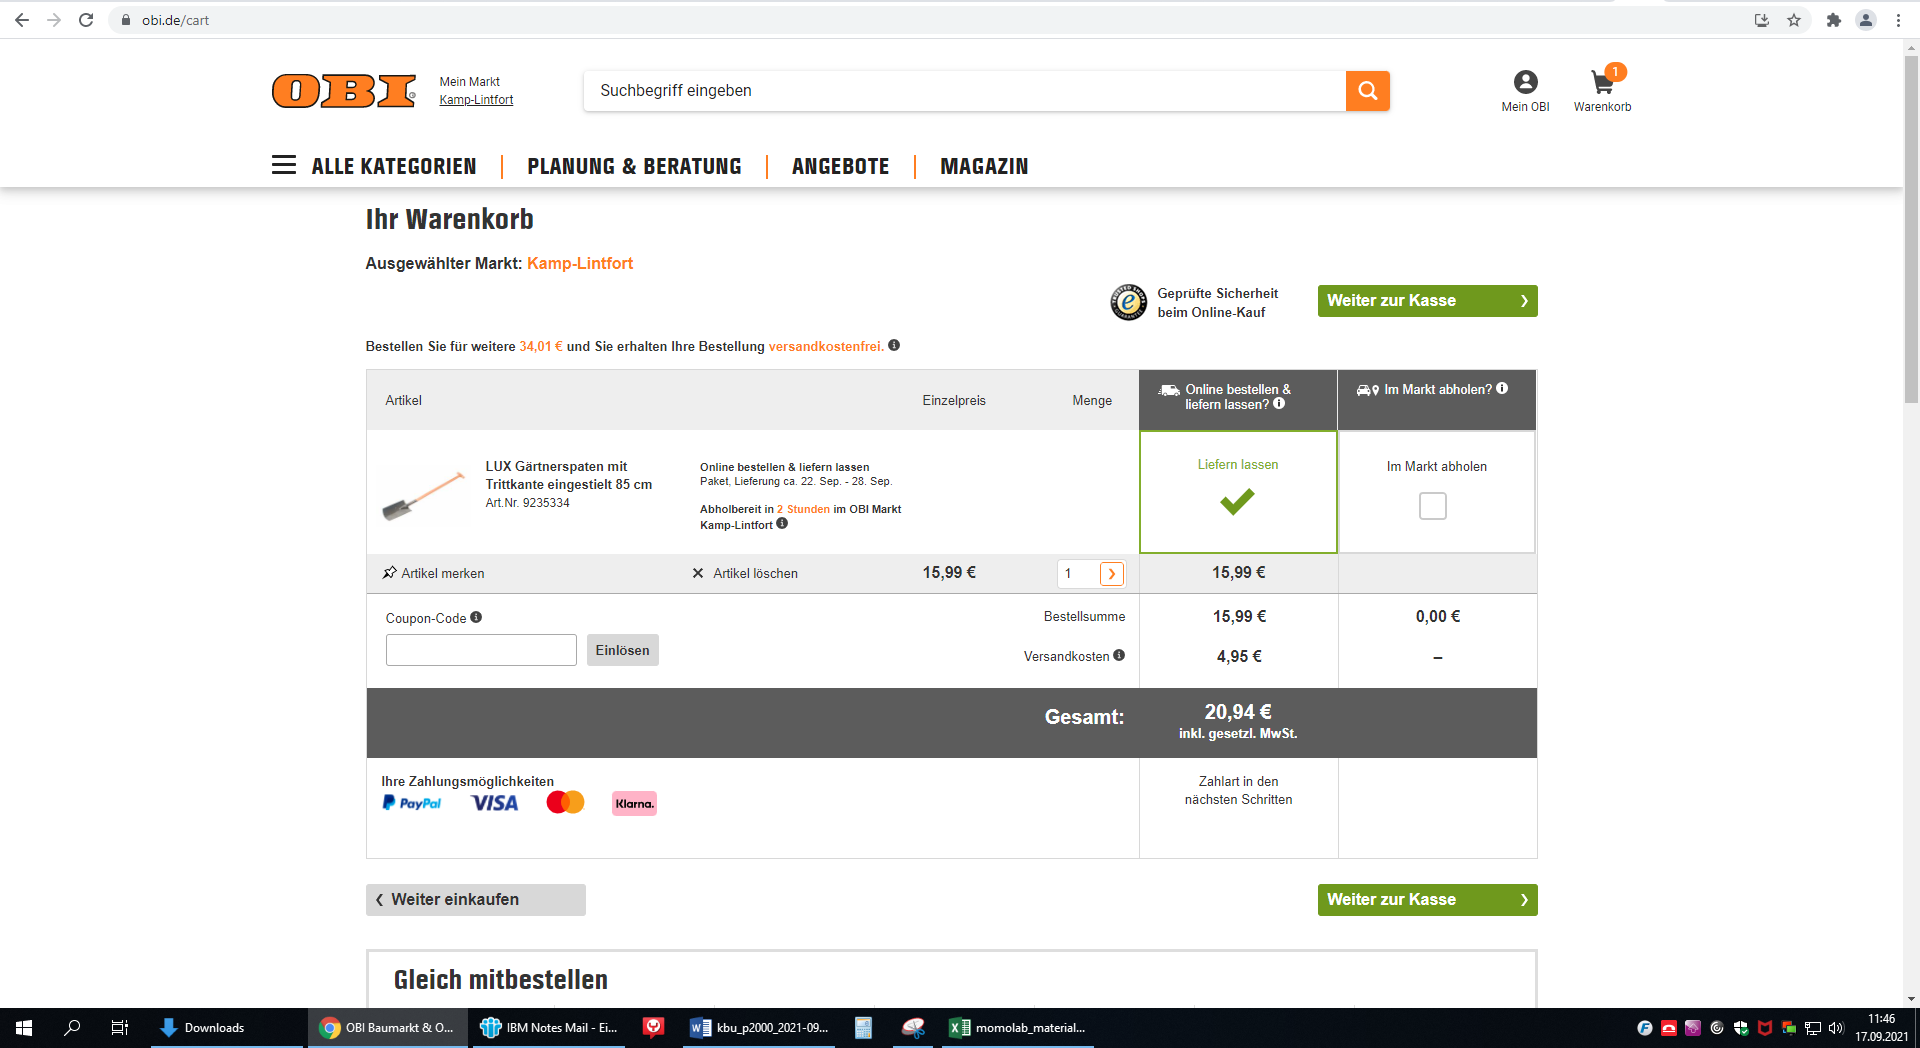 obi.de/cart
OBI
Mein Markt
Kamp-Lintfort
Suchbegriff eingeben
Mein OBI
1
Warenkorb
ALLE KATEGORIEN
PLANUNG & BERATUNG
ANGEBOTE
MAGAZIN
Ihr Warenkorb
Ausgewählter Markt: Kamp-Lintfort
Geprüfte Sicherheit
beim Online-Kauf
Weiter zur Kasse
Bestellen Sie für weitere 34,01 € und Sie erhalten Ihre Bestellung versandkostenfrei.
Artikel
Einzelpreis
Menge
Online bestellen &
liefern lassen?
Im Markt abholen?
LUX Gärtnerspaten mit
Trittkante eingestielt 85 cm
Art.Nr. 9235334
Online bestellen & liefern lassen
Paket, Lieferung ca. 22. Sep. - 28. Sep.
Abholbereit in 2 Stunden im OBI Markt
Kamp-Lintfort
Liefern lassen
Im Markt abholen
Artikel merken
Artikel löschen
15,99 €
1
15,99 €
Coupon-Code
Einlösen
Bestellsumme
15,99 €
0,00 €
Versandkosten
4,95 €
–
Gesamt:
20,94 €
inkl. gesetzl. MwSt.
Ihre Zahlungsmöglichkeiten
PayPal
VISA
Klarna.
Zahlart in den
nächsten Schritten
Weiter einkaufen
Weiter zur Kasse
Gleich mitbestellen
Downloads
OBI Baumarkt & O...
IBM Notes Mail - Ei...
kbu_p2000_2021-09...
momolab_material...
11:46
17.09.2021